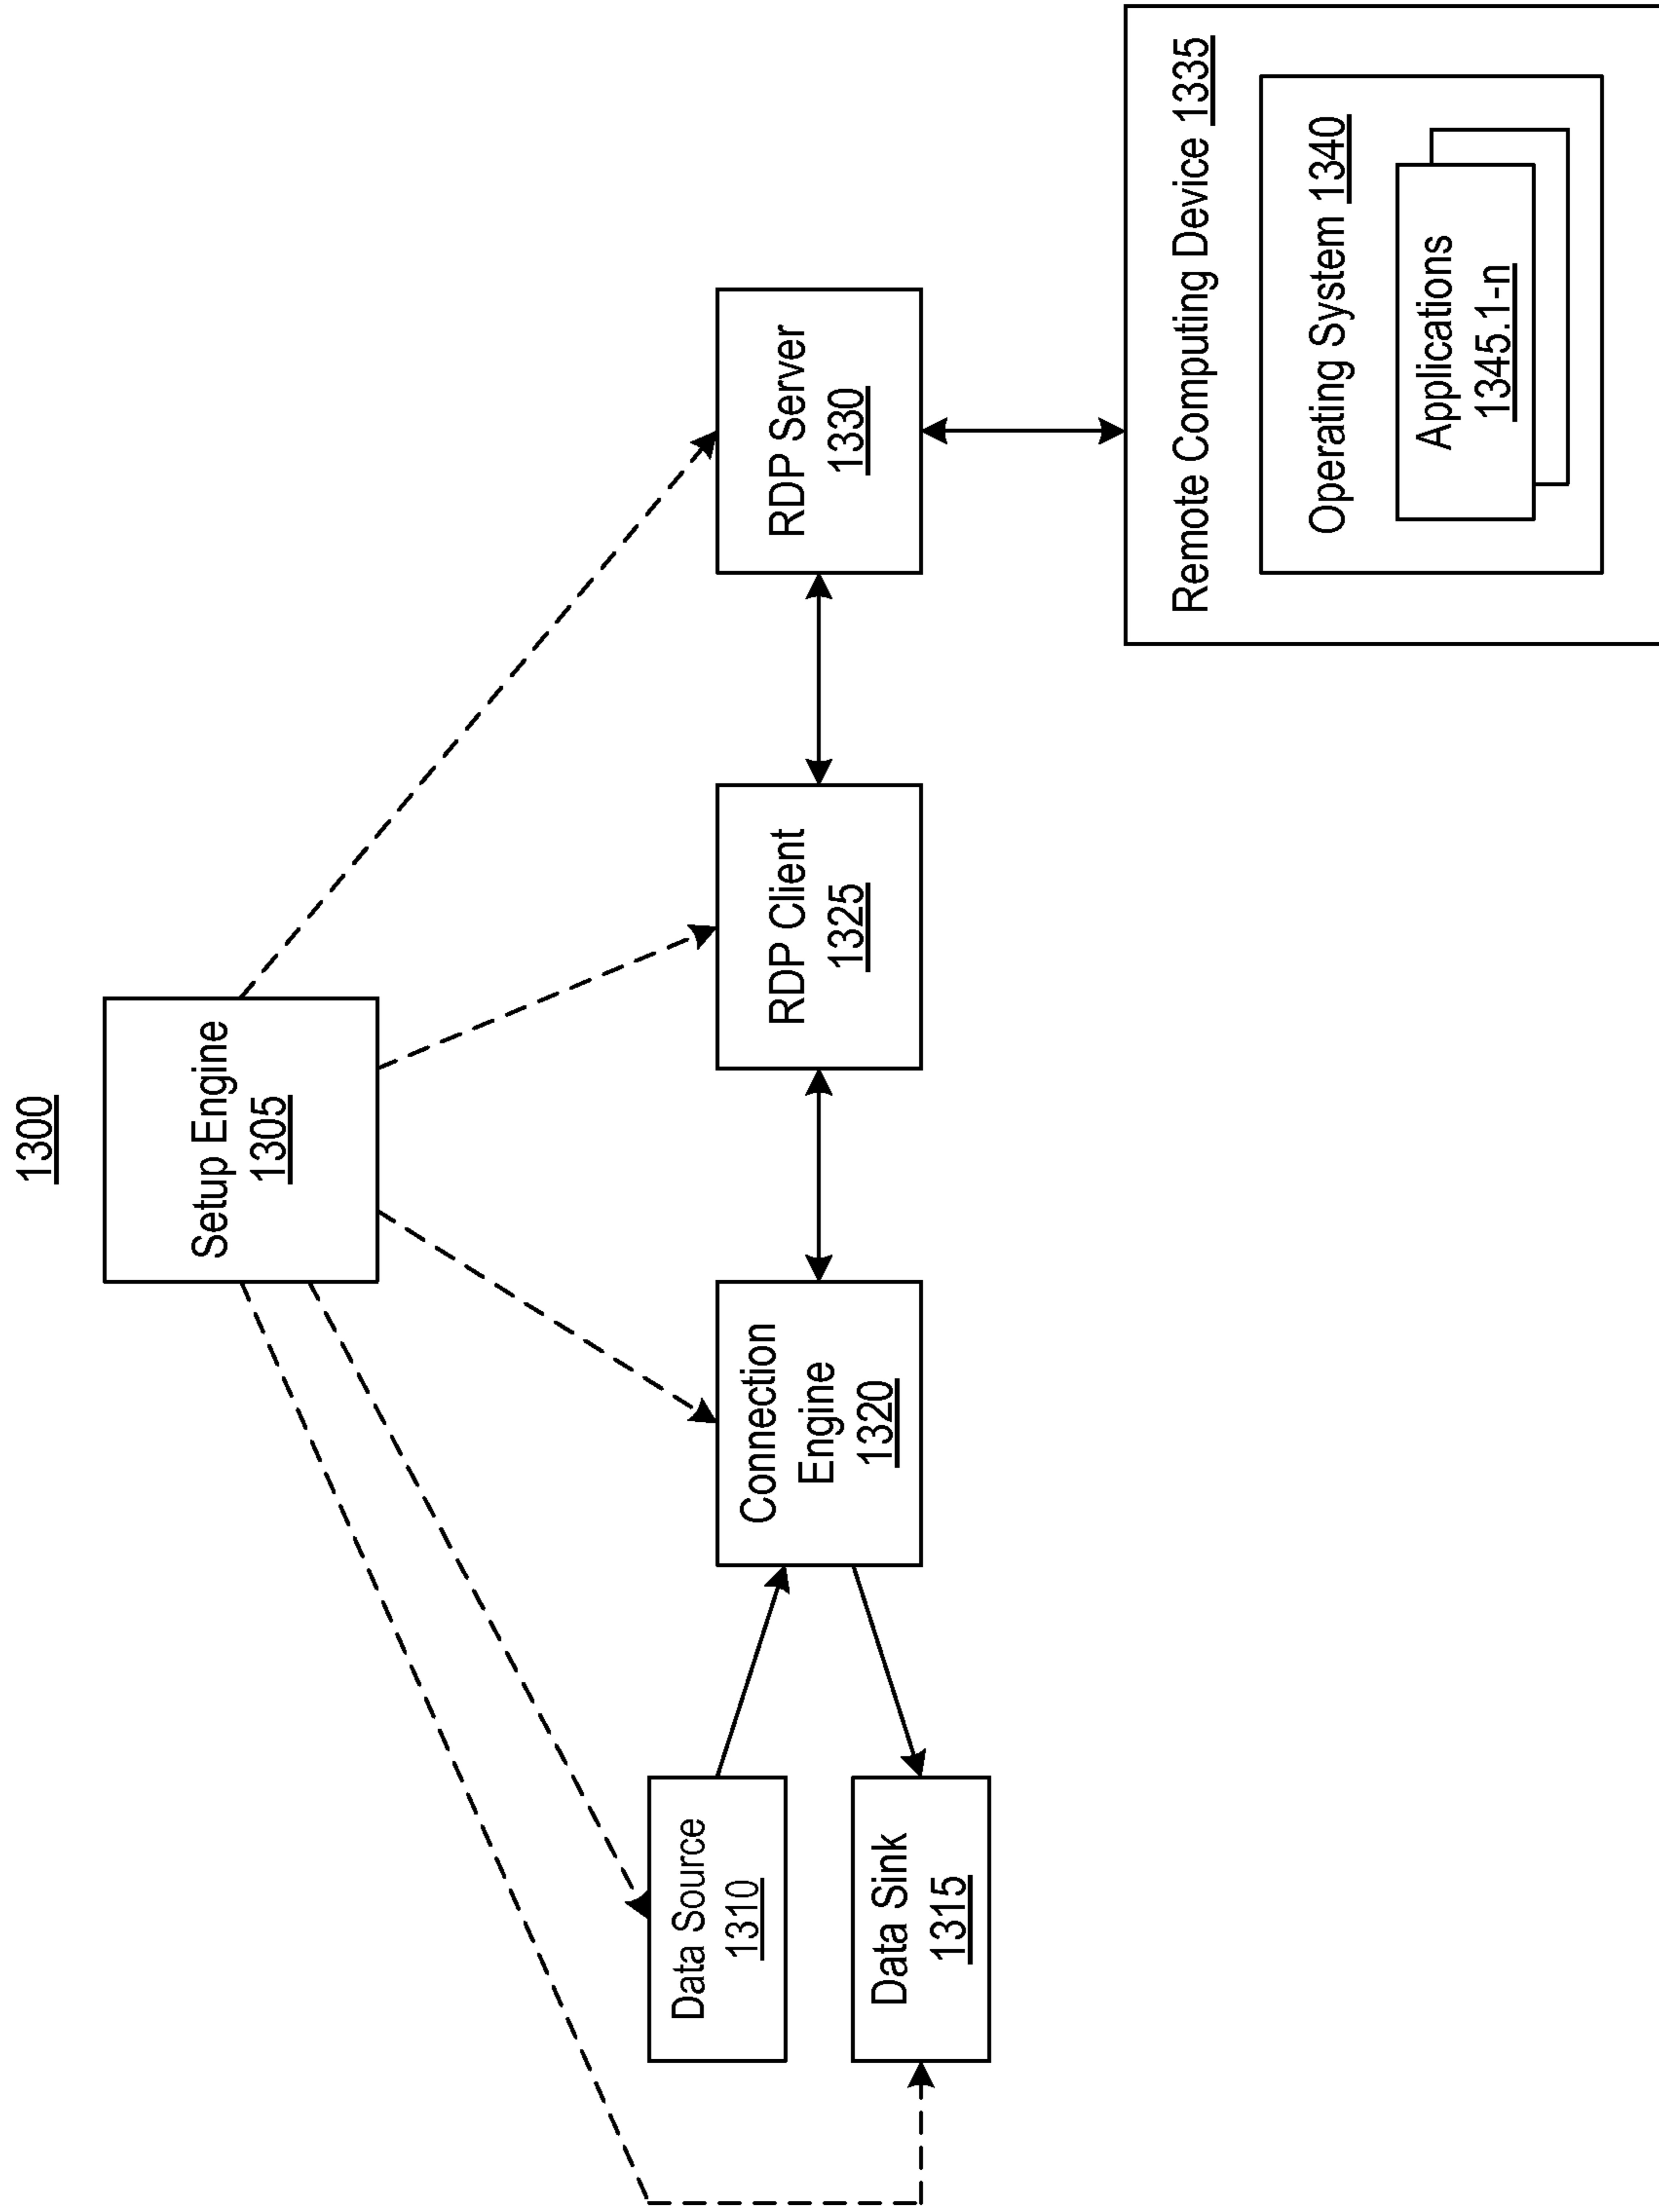 1300
Setup Engine
1305
Data Source
1310
Data Sink
1315
Connection
Engine
1320
RDP Client
1325
RDP Server
1330
Remote Computing Device 1335
Operating System 1340
Applications
1345.1-n